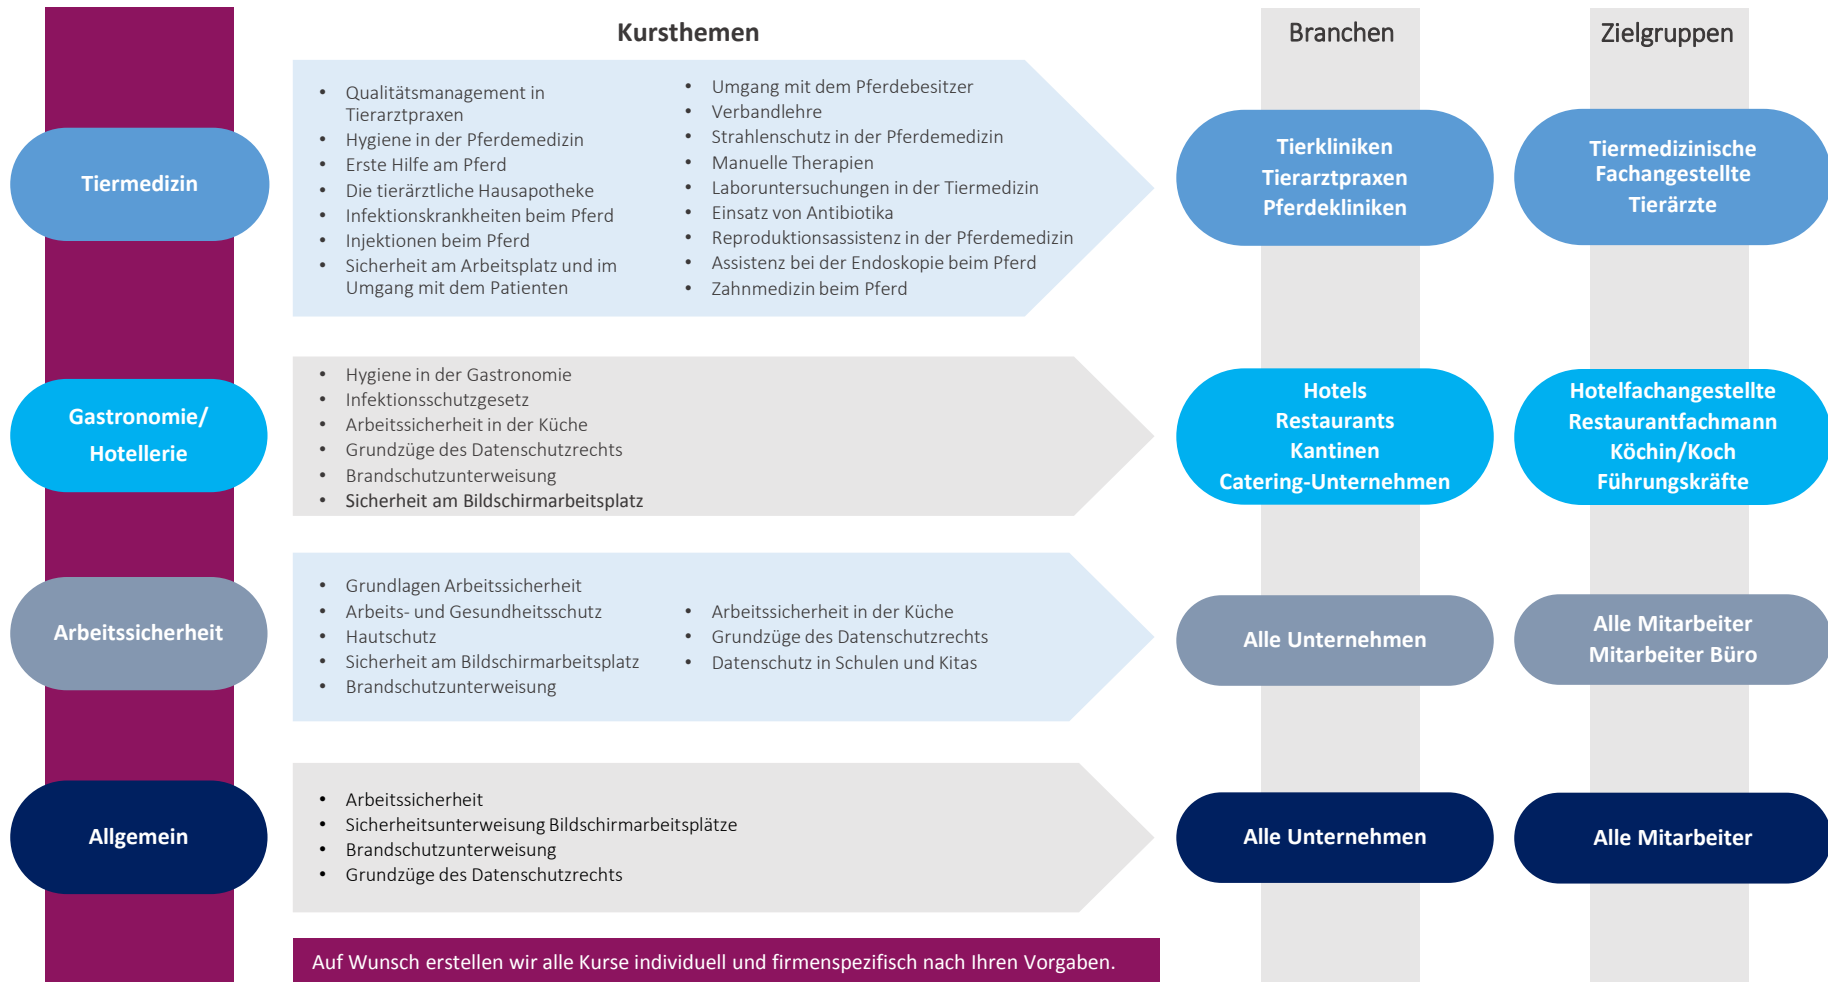 Kursthemen
Branchen
Zielgruppen
Tiermedizin
• Qualitätsmanagement in
Tierarztpraxen
• Hygiene in der Pferdemedizin
• Erste Hilfe am Pferd
• Die tierärztliche Hausapotheke
• Infektionskrankheiten beim Pferd
• Injektionen beim Pferd
• Sicherheit am Arbeitsplatz und im
Umgang mit dem Patienten
• Umgang mit dem Pferdebesitzer
• Verbandlehre
• Strahlenschutz in der Pferdemedizin
• Manuelle Therapien
• Laboruntersuchungen in der Tiermedizin
• Einsatz von Antibiotika
• Reproduktionsassistenz in der Pferdemedizin
• Assistenz bei der Endoskopie beim Pferd
• Zahnmedizin beim Pferd
Tierkliniken
Tierarztpraxen
Pferdekliniken
Tiermedizinische
Fachangestellte
Tierärzte
Gastronomie/
Hotellerie
• Hygiene in der Gastronomie
• Infektionsschutzgesetz
• Arbeitssicherheit in der Küche
• Grundzüge des Datenschutzrechts
• Brandschutzunterweisung
• Sicherheit am Bildschirmarbeitsplatz
Hotels
Restaurants
Kantinen
Catering-Unternehmen
Hotelfachangestellte
Restaurantfachmann
Köchin/Koch
Führungskräfte
Arbeitssicherheit
• Grundlagen Arbeitssicherheit
• Arbeits- und Gesundheitsschutz
• Hautschutz
• Sicherheit am Bildschirmarbeitsplatz
• Brandschutzunterweisung
• Arbeitssicherheit in der Küche
• Grundzüge des Datenschutzrechts
• Datenschutz in Schulen und Kitas
Alle Unternehmen
Alle Mitarbeiter
Mitarbeiter Büro
Allgemein
• Arbeitssicherheit
• Sicherheitsunterweisung Bildschirmarbeitsplätze
• Brandschutzunterweisung
• Grundzüge des Datenschutzrechts
Alle Unternehmen
Alle Mitarbeiter
Auf Wunsch erstellen wir alle Kurse individuell und firmenspezifisch nach Ihren Vorgaben.